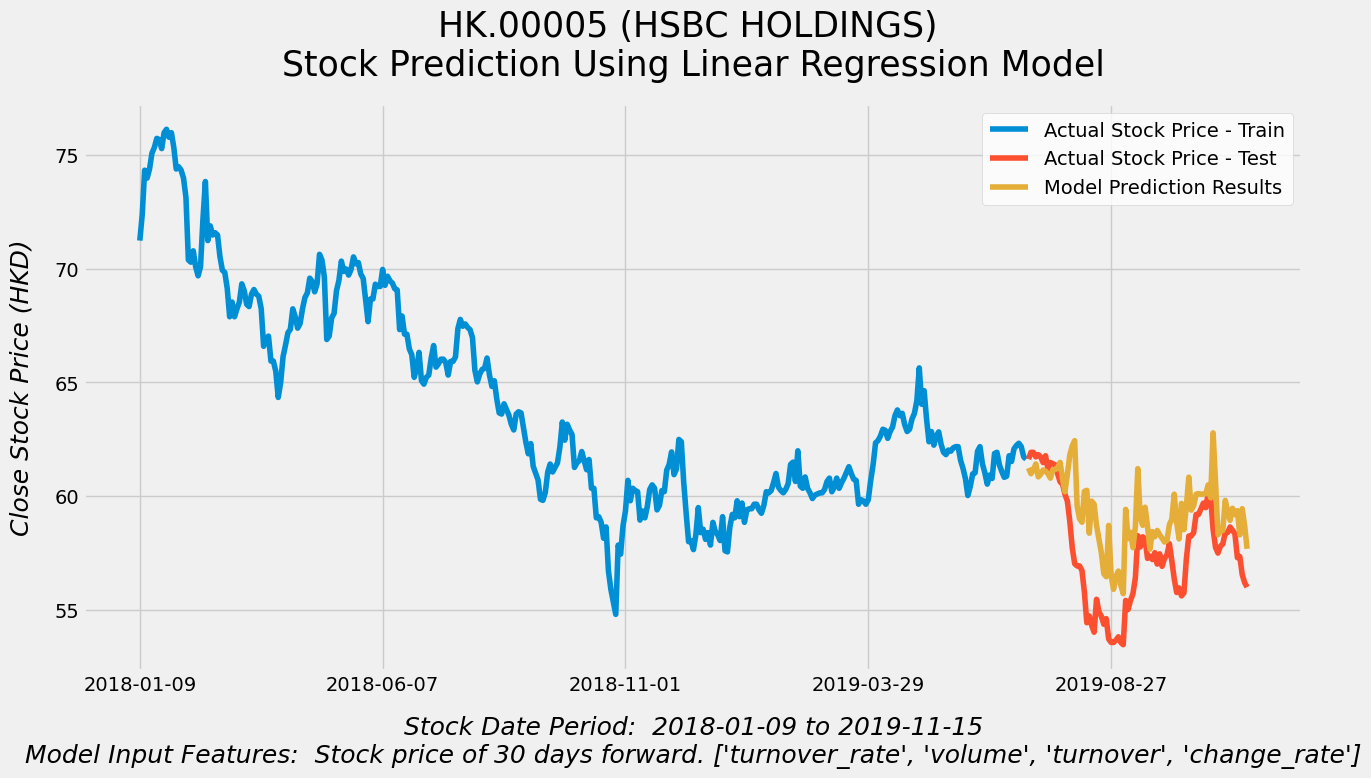 HK.00005 (HSBC HOLDINGS)
Stock Prediction Using Linear Regression Model
Actual Stock Price - Train
Actual Stock Price - Test
Model Prediction Results
Close Stock Price (HKD)
75
70
65
60
55
2018-01-09
2018-06-07
2018-11-01
2019-03-29
2019-08-27
Stock Date Period:  2018-01-09 to 2019-11-15
Model Input Features:  Stock price of 30 days forward. ['turnover_rate', 'volume', 'turnover', 'change_rate']